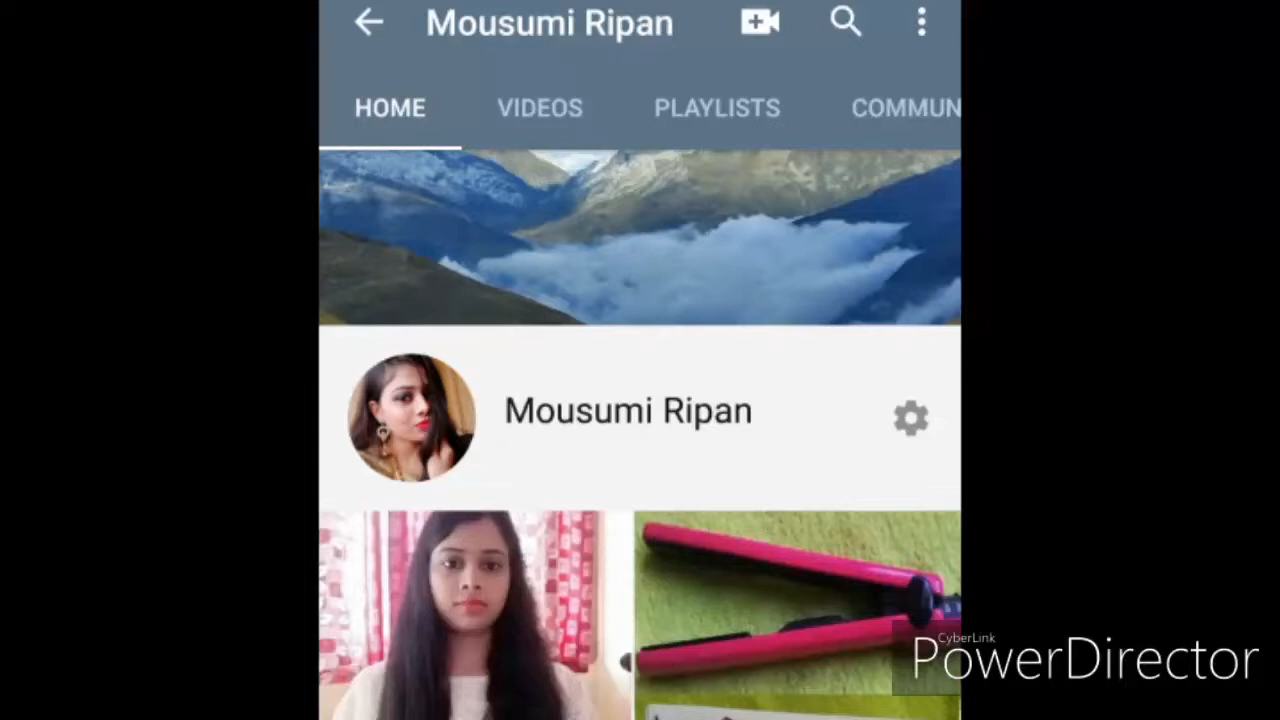 Mousumi Ripan
HOME VIDEOS PLAYLISTS COMMUN
Mousumi Ripan
CyberLink
PowerDirector